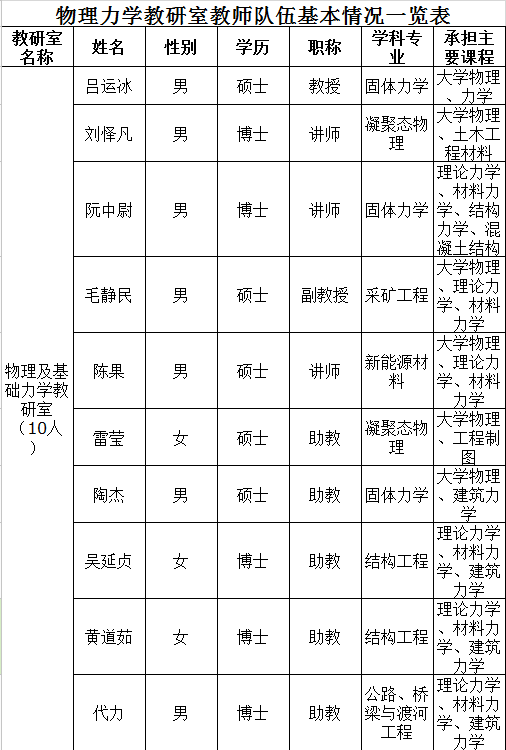 物理力学教研室教师队伍基本情况一览表
教研室
名称
姓名
性别
学历
职称
学科专
业
承担主
要课程
物理及基
础力学教
研室
（10人
）
吕运冰
男
硕士
教授
固体力学
大学物理
、力学
刘怿凡
男
博士
讲师
凝聚态物
理
大学物理
、土木工
程材料
阮中尉
男
博士
讲师
固体力学
理论力学
、材料力
学、结构
力学、混
凝土结构
毛静民
男
硕士
副教授
采矿工程
大学物理
、理论力
学、材料
力学
陈果
男
硕士
讲师
新能源材
料
大学物理
、理论力
学、材料
力学
雷莹
女
硕士
助教
凝聚态物
理
大学物理
、工程制
图
陶杰
男
硕士
助教
固体力学
大学物理
、建筑力
学
吴延贞
女
博士
助教
结构工程
理论力学
、材料力
学、建筑
力学
黄道茹
女
博士
助教
结构工程
理论力学
、材料力
学、建筑
力学
代力
男
博士
助教
公路、桥
梁与渡河
工程
理论力学
、材料力
学、建筑
力学